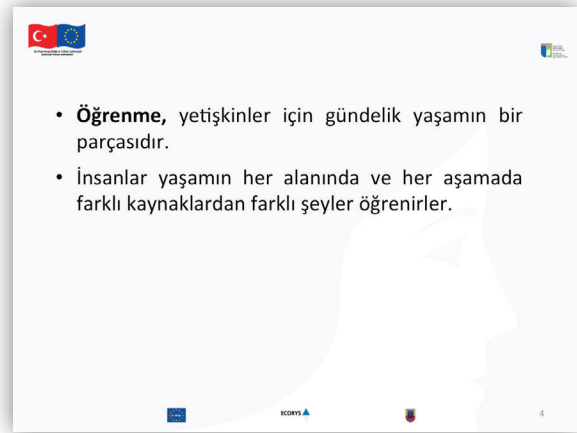 • Öğrenme, yetişkinler için gündelik yaşamın bir
parçasıdır.
• İnsanlar yaşamın her alanında ve her aşamada
farklı kaynaklardan farklı şeyler öğrenirler.
ECORYS
4